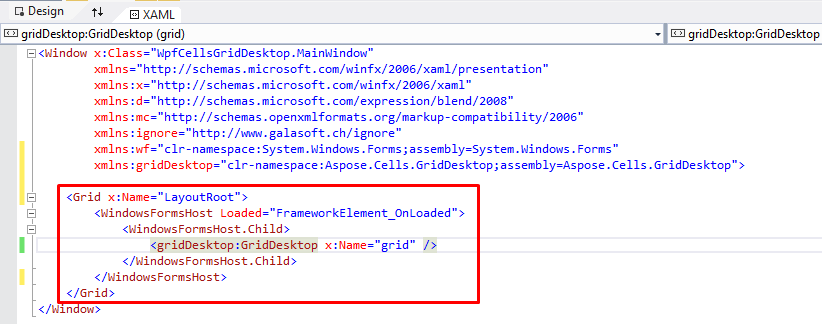 Design
XAML
gridDesktop:GridDesktop (grid)
gridDesktop:GridDesktop
<Window x:Class="WpfCellsGridDesktop.MainWindow"
xmlns="http://schemas.microsoft.com/winfx/2006/xaml/presentation"
xmlns:x="http://schemas.microsoft.com/winfx/2006/xaml"
xmlns:d="http://schemas.microsoft.com/expression/blend/2008"
xmlns:mc="http://schemas.openxmlformats.org/markup-compatibility/2006"
xmlns:ignore="http://www.galasoft.ch/ignore"
xmlns:wf="clr-namespace:System.Windows.Forms;assembly=System.Windows.Forms"
xmlns:gridDesktop="clr-namespace:Aspose.Cells.GridDesktop;assembly=Aspose.Cells.GridDesktop">
<Grid x:Name="LayoutRoot">
<WindowsFormsHost Loaded="FrameworkElement_OnLoaded">
<WindowsFormsHost.Child>
<gridDesktop:GridDesktop x:Name="grid" />
</WindowsFormsHost.Child>
</WindowsFormsHost>
</Grid>
</Window>